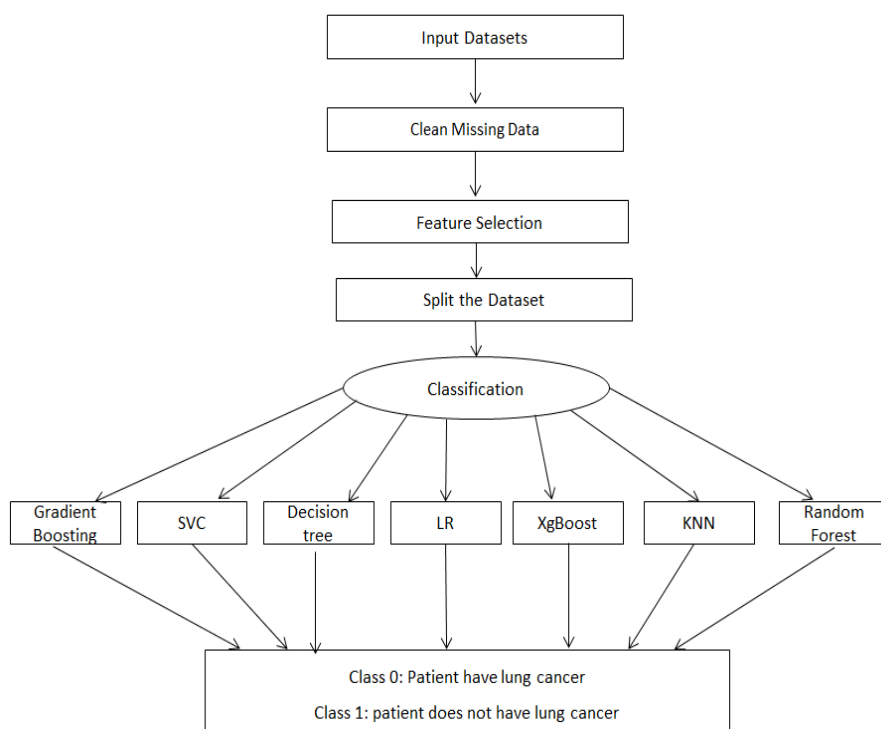 Input Datasets
Clean Missing Data
Feature Selection
Split the Dataset
Classification
Gradient
Boosting
SVC
Decision
tree
LR
XgBoost
KNN
Random
Forest
Class 0: Patient have lung cancer
Class 1: patient does not have lung cancer